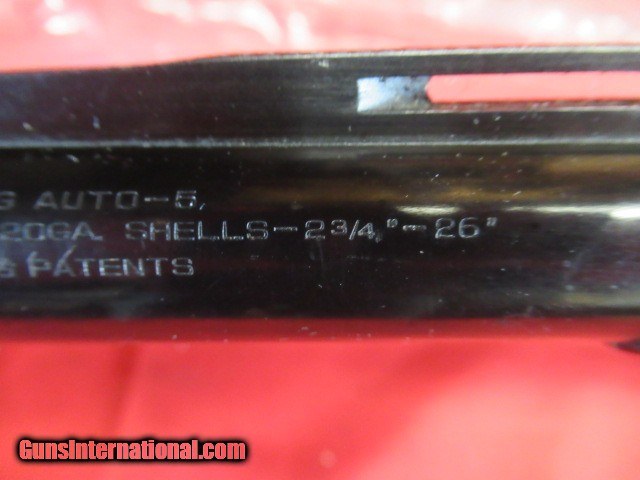 G AUTO-5,
20GA. SHELLS-2 3/4,"-26"
S PATENTS
GunsInternational.com